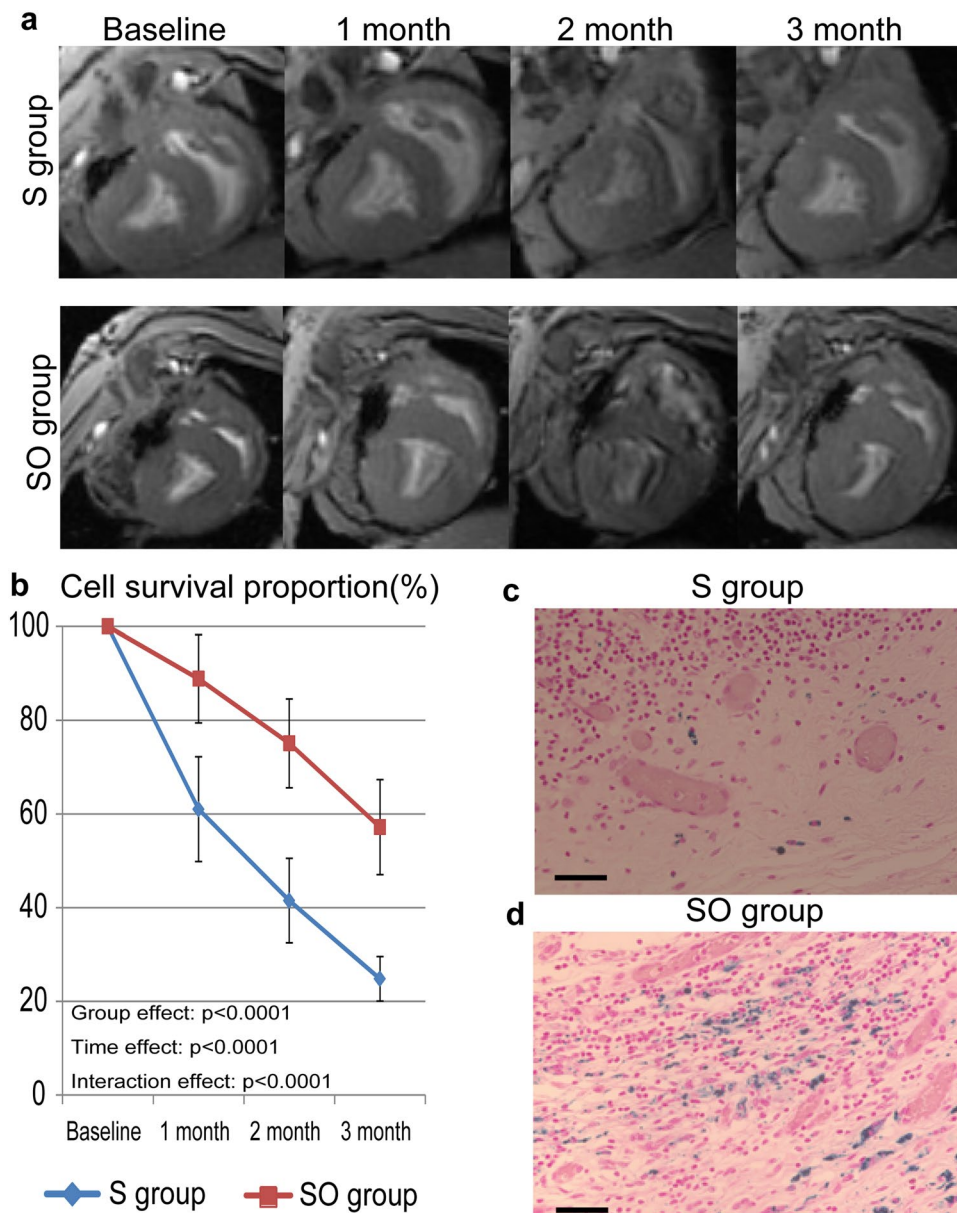 a
Baseline 1 month 2 month 3 month
S group
SO group
b Cell survival proportion(%)
100
80
60
40
20
0
Group effect: p<0.0001
Time effect: p<0.0001
Interaction effect: p<0.0001
Baseline 1 month 2 month 3 month
S group SO group
c S group
d SO group